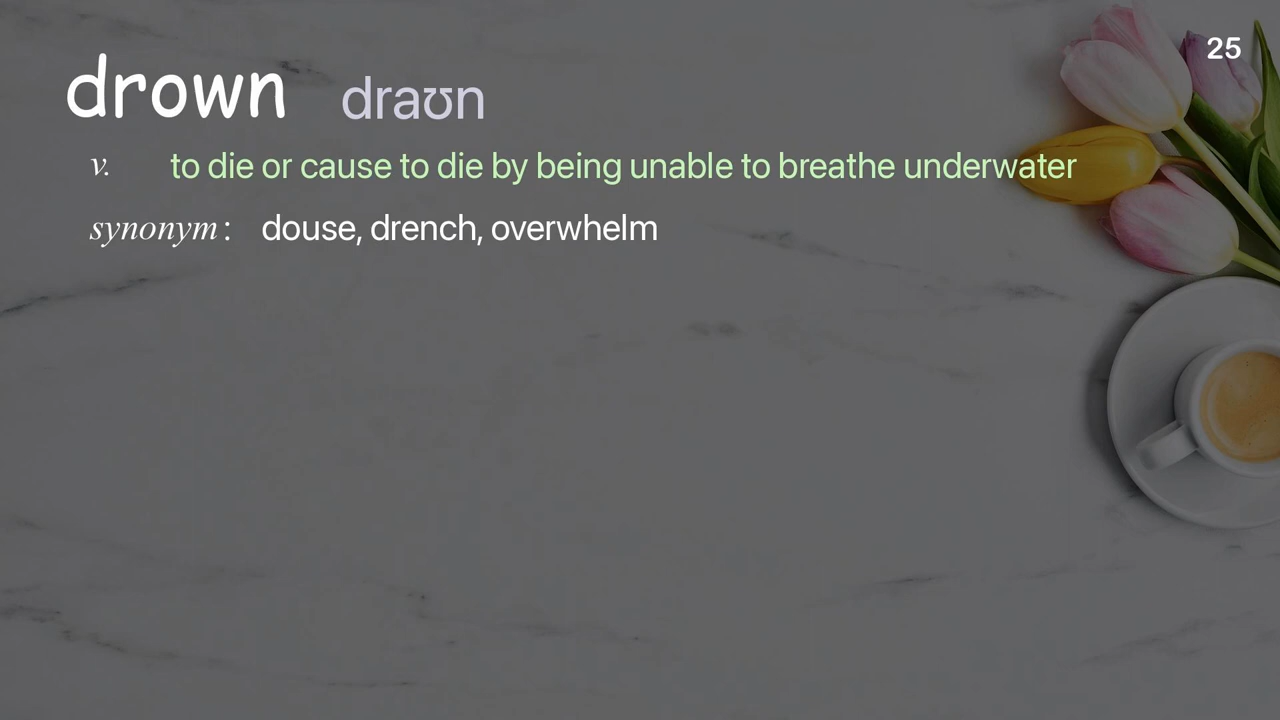 25
drown draʊn
v. to die or cause to die by being unable to breathe underwater
synonym : douse, drench, overwhelm